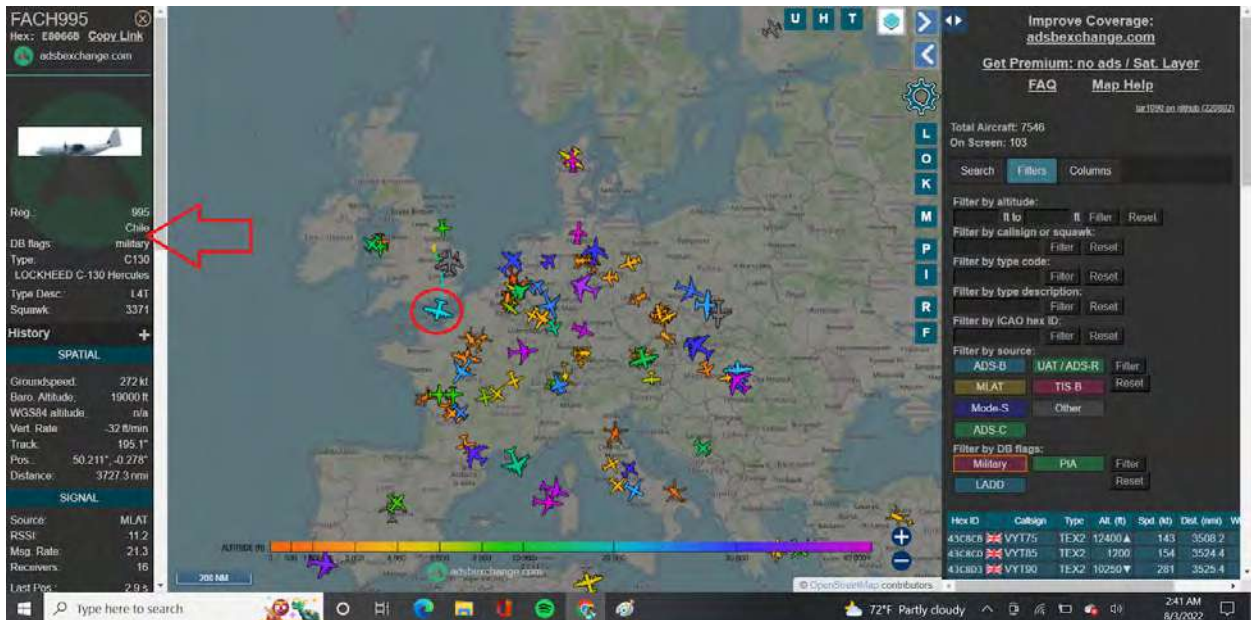 FACH995
Hex: E8066B Copy Link
adsbexchange.com
Reg.: 995
Chile
DB flags: military
Type: C130
LOCKHEED C-130 Hercules
Type Desc.: L4T
Squawk: 3371
History +
SPATIAL
Groundspeed: 272 kt
Baro. Altitude: 19000 ft
WGS84 altitude: n/a
Vert. Rate: -32 ft/min
Track: 195.1°
Pos.: 50.211°, -0.278°
Distance: 3727.3 nmi
SIGNAL
Source: MLAT
RSSI: 11.2
Msg. Rate: 21.3
Receivers: 16
Last Pos.: 2.9 s
U H T
L
O
K
M
P
I
R
F
ALTITUDE (ft)
200 NM
adsbexchange.com
© OpenStreetMap contributors
Improve Coverage:
adsbexchange.com
Get Premium: no ads / Sat. Layer
FAQ Map Help
Total Aircraft: 7546
On Screen: 103
Search Filters Columns
Filter by altitude:
ft to ft Filter Reset
Filter by callsign or squawk:
Filter Reset
Filter by type code:
Filter Reset
Filter by type description:
Filter Reset
Filter by ICAO hex ID:
Filter Reset
Filter by source:
ADS-B UAT / ADS-R Filter
MLAT TIS-B Reset
Mode-S Other
ADS-C
Filter by DB flags:
Military PIA Filter
LADD Reset
Hex ID Callsign Type Alt. (ft) Spd. (kt) Dist. (nmi)
43C8C8 VYT75 TEX2 12400▲ 143 3508.2
43C8C0 VYT85 TEX2 1200 154 3524.4
43C8D3 VYT90 TEX2 10250▼ 281 3525.4
Type here to search
72°F Partly cloudy
2:41 AM
8/3/2022